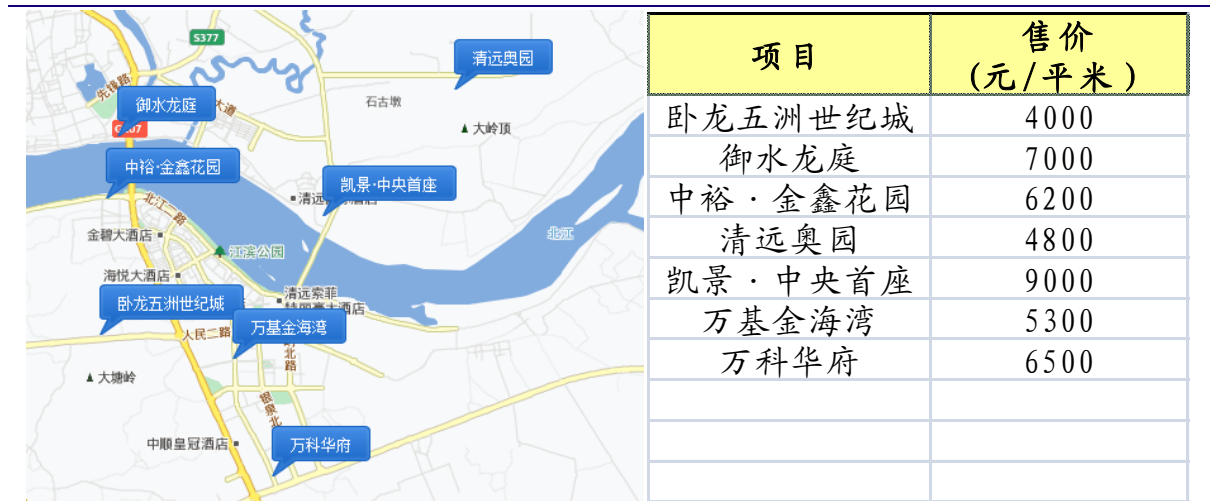 S377
清远奥园
先锋路
御水龙庭
大道
石古墩
大岭顶
中裕·金鑫花园
凯景·中央首座
北江二路
金碧大酒店
江滨公园
北江
海悦大酒店
清远索菲
卧龙五洲世纪城
人民二路
万基金海湾
北路
大塘岭
银泉北
中顺皇冠酒店
万科华府
项目 售价
(元/平米)
卧龙五洲世纪城 4000
御水龙庭 7000
中裕·金鑫花园 6200
清远奥园 4800
凯景·中央首座 9000
万基金海湾 5300
万科华府 6500